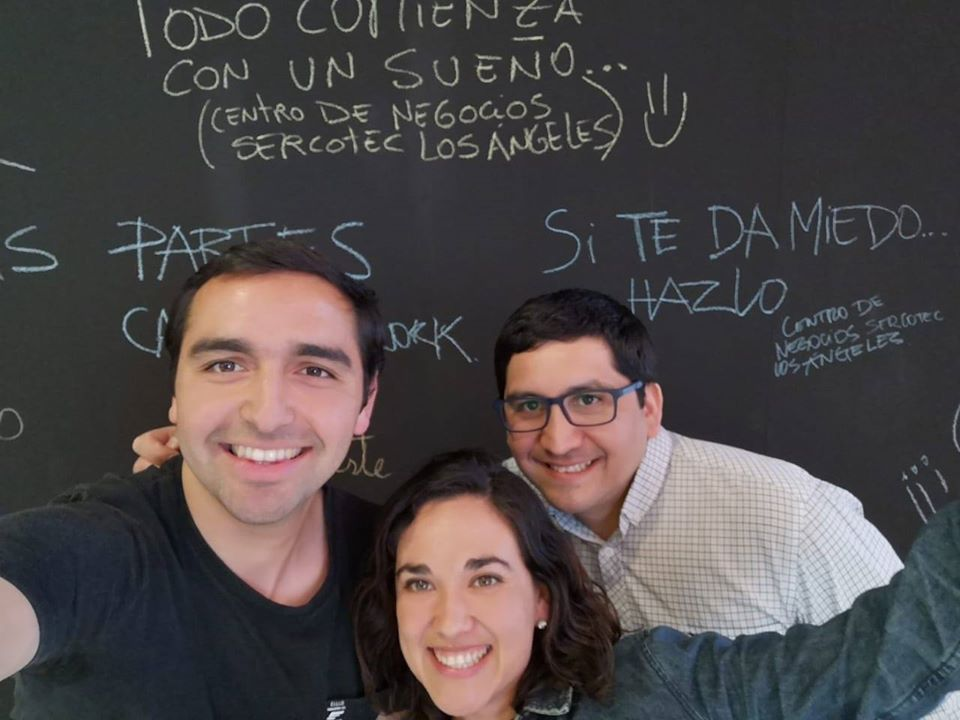 TODO COMIENZA
CON UN SUEÑO...
(CENTRO DE NEGOCIOS
SERCOTEC LOS ÁNGELES) :)
S PARTES
Si TE DA MiEDO...
HAZLO
CENTRO DE
NEGOCIOS SERCOTEC
LOS ÁNGELES